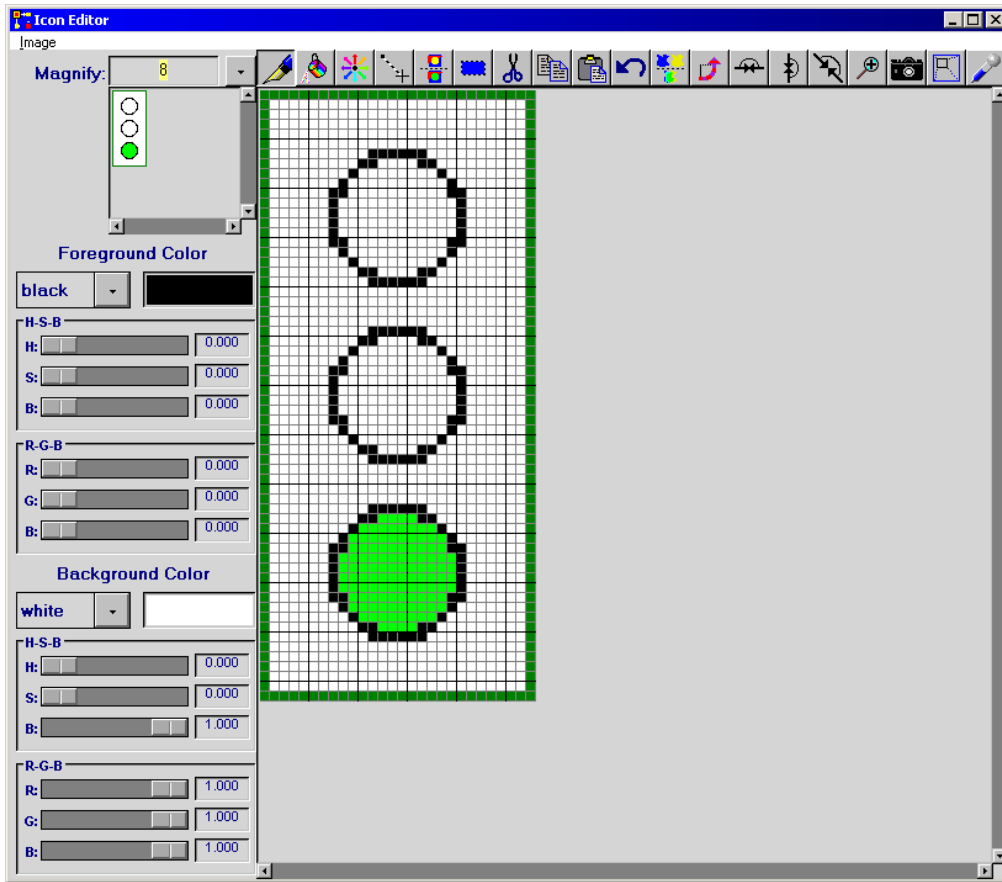 Icon Editor
Image
Magnify: 8
Foreground Color
black
H-S-B
H: 0.000
S: 0.000
B: 0.000
R-G-B
R: 0.000
G: 0.000
B: 0.000
Background Color
white
H-S-B
H: 0.000
S: 0.000
B: 1.000
R-G-B
R: 1.000
G: 1.000
B: 1.000